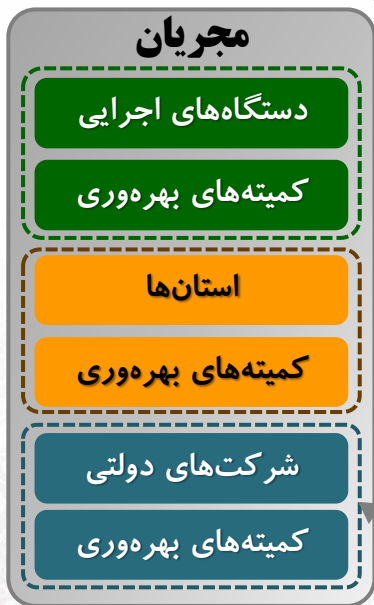 مجریان
دستگاه‌های اجرایی
کمیته‌های بهره‌وری
استان‌ها
کمیته‌های بهره‌وری
شرکت‌های دولتی
کمیته‌های بهره‌وری